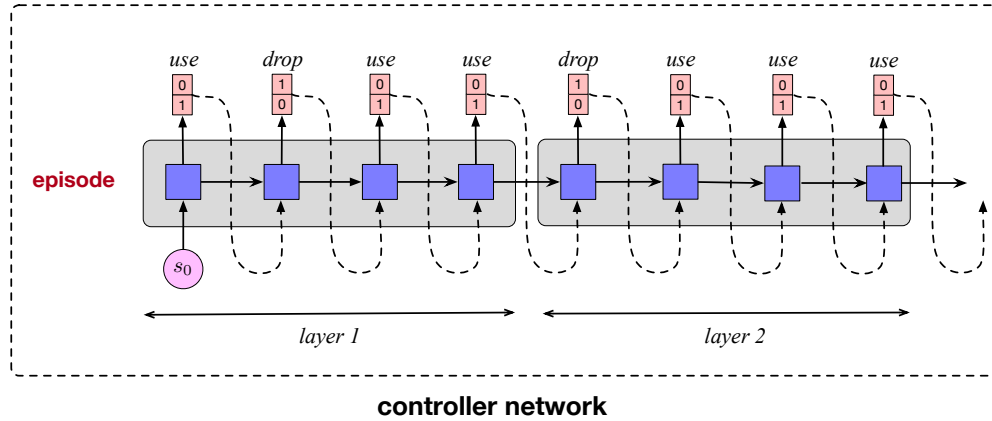 use drop use use drop use use use
0 1 0 0 1 0 0 0
1 0 1 1 0 1 1 1
episode
s0
layer 1 layer 2
controller network